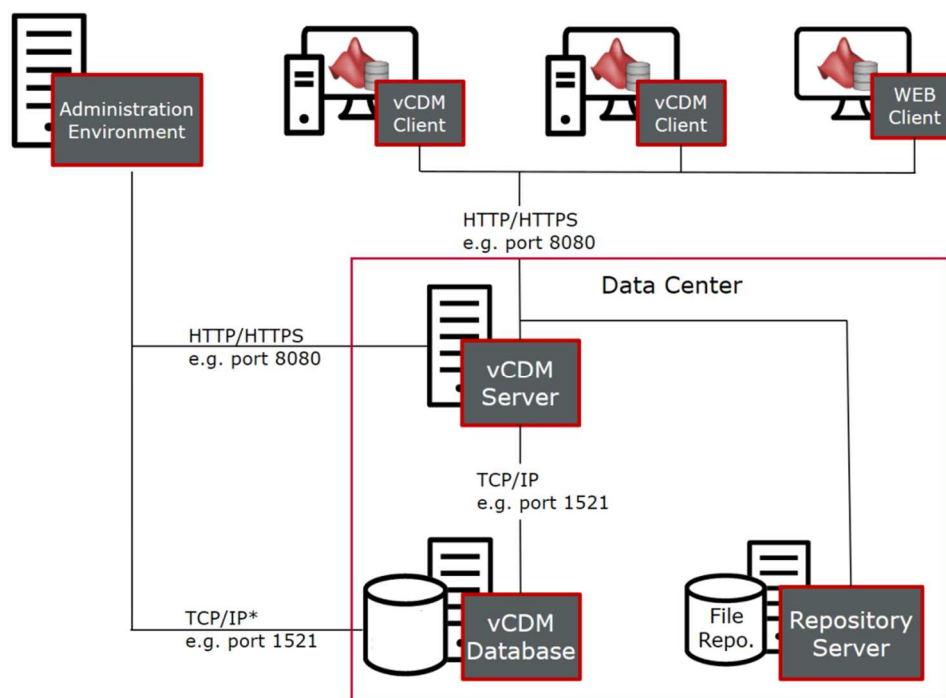 Administration
Environment
vCDM
Client
vCDM
Client
WEB
Client
HTTP/HTTPS
e.g. port 8080
Data Center
HTTP/HTTPS
e.g. port 8080
vCDM
Server
TCP/IP
e.g. port 1521
TCP/IP*
e.g. port 1521
vCDM
Database
File
Repo.
Repository
Server